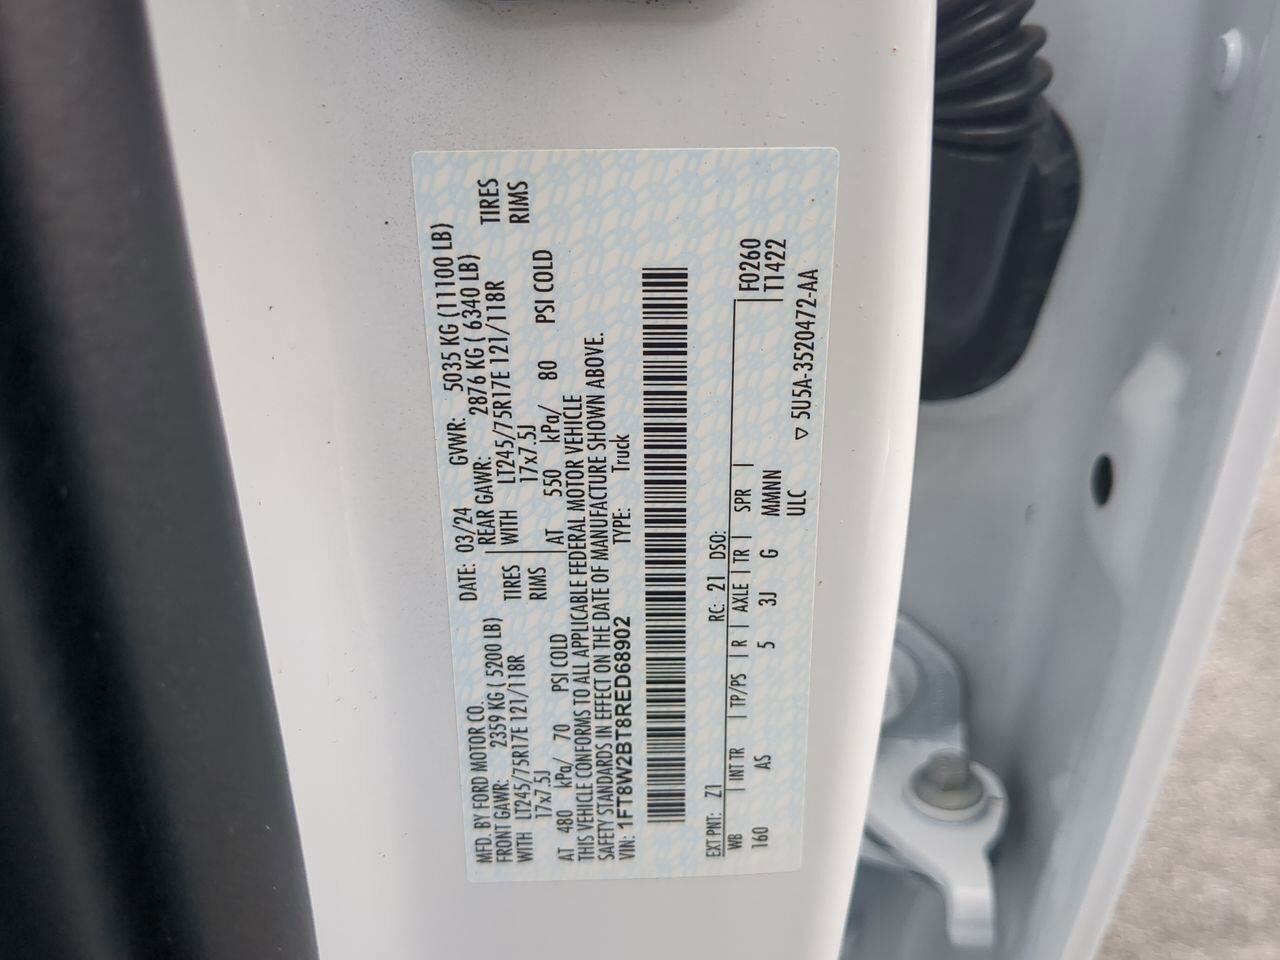 MFD. BY FORD MOTOR CO.
DATE: 03/24 GVWR: 5035 KG (11100 LB)
FRONT GAWR: 2359 KG ( 5200 LB) REAR GAWR: 2876 KG ( 6340 LB)
WITH LT245/75R17E 121/118R TIRES WITH LT245/75R17E 121/118R TIRES
17x7.5J RIMS 17x7.5J RIMS
AT 480 kPa/ 70 PSI COLD AT 550 kPa/ 80 PSI COLD
THIS VEHICLE CONFORMS TO ALL APPLICABLE FEDERAL MOTOR VEHICLE
SAFETY STANDARDS IN EFFECT ON THE DATE OF MANUFACTURE SHOWN ABOVE.
VIN: 1FT8W2BT8RED68902 TYPE: Truck
EXT PNT: Z1 RC: 21 DSO:
WB INT TR TP/PS R AXLE TR SPR F0260
160 AS 5 3J G MMNN T1422
ULC ▽ 5U5A-3520472-AA